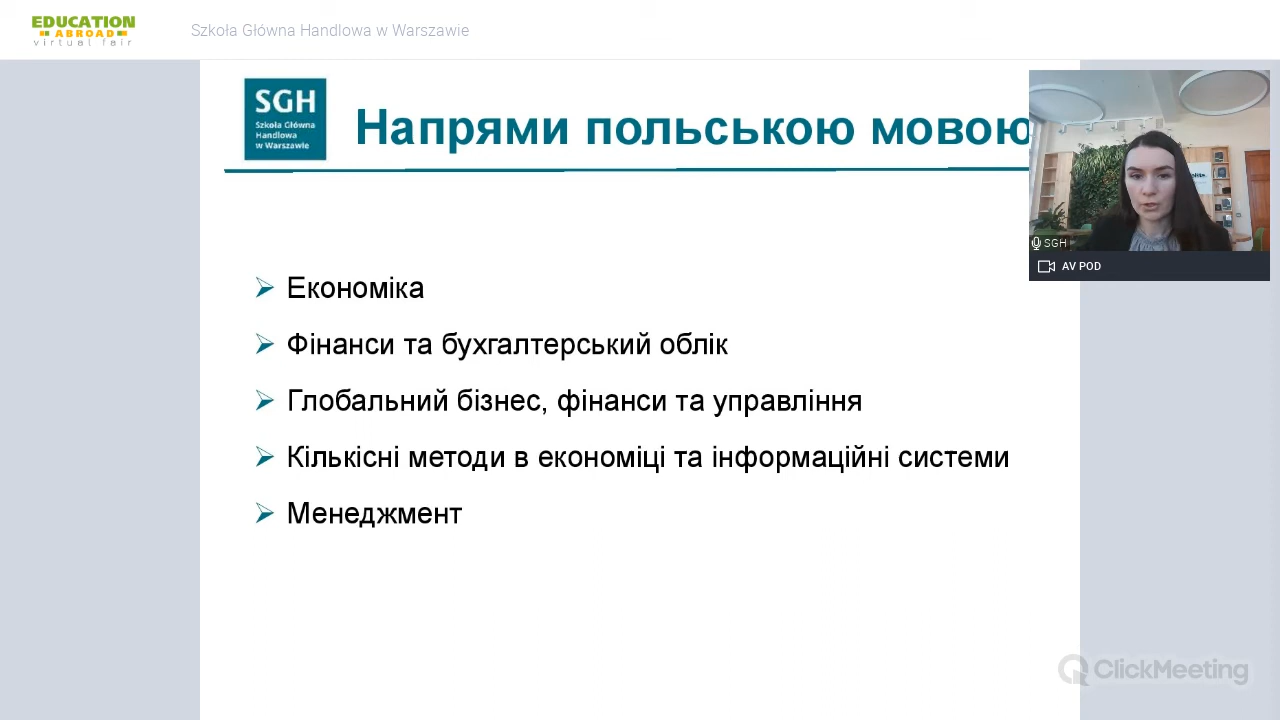 EDUCATION
ABROAD
virtual fair
Szkoła Główna Handlowa w Warszawie
SGH
Szkoła Główna
Handlowa
w Warszawie
Напрями польською мовою
SGH
AV POD
Економіка
Фінанси та бухгалтерський облік
Глобальний бізнес, фінанси та управління
Кількісні методи в економіці та інформаційні системи
Менеджмент
ClickMeeting